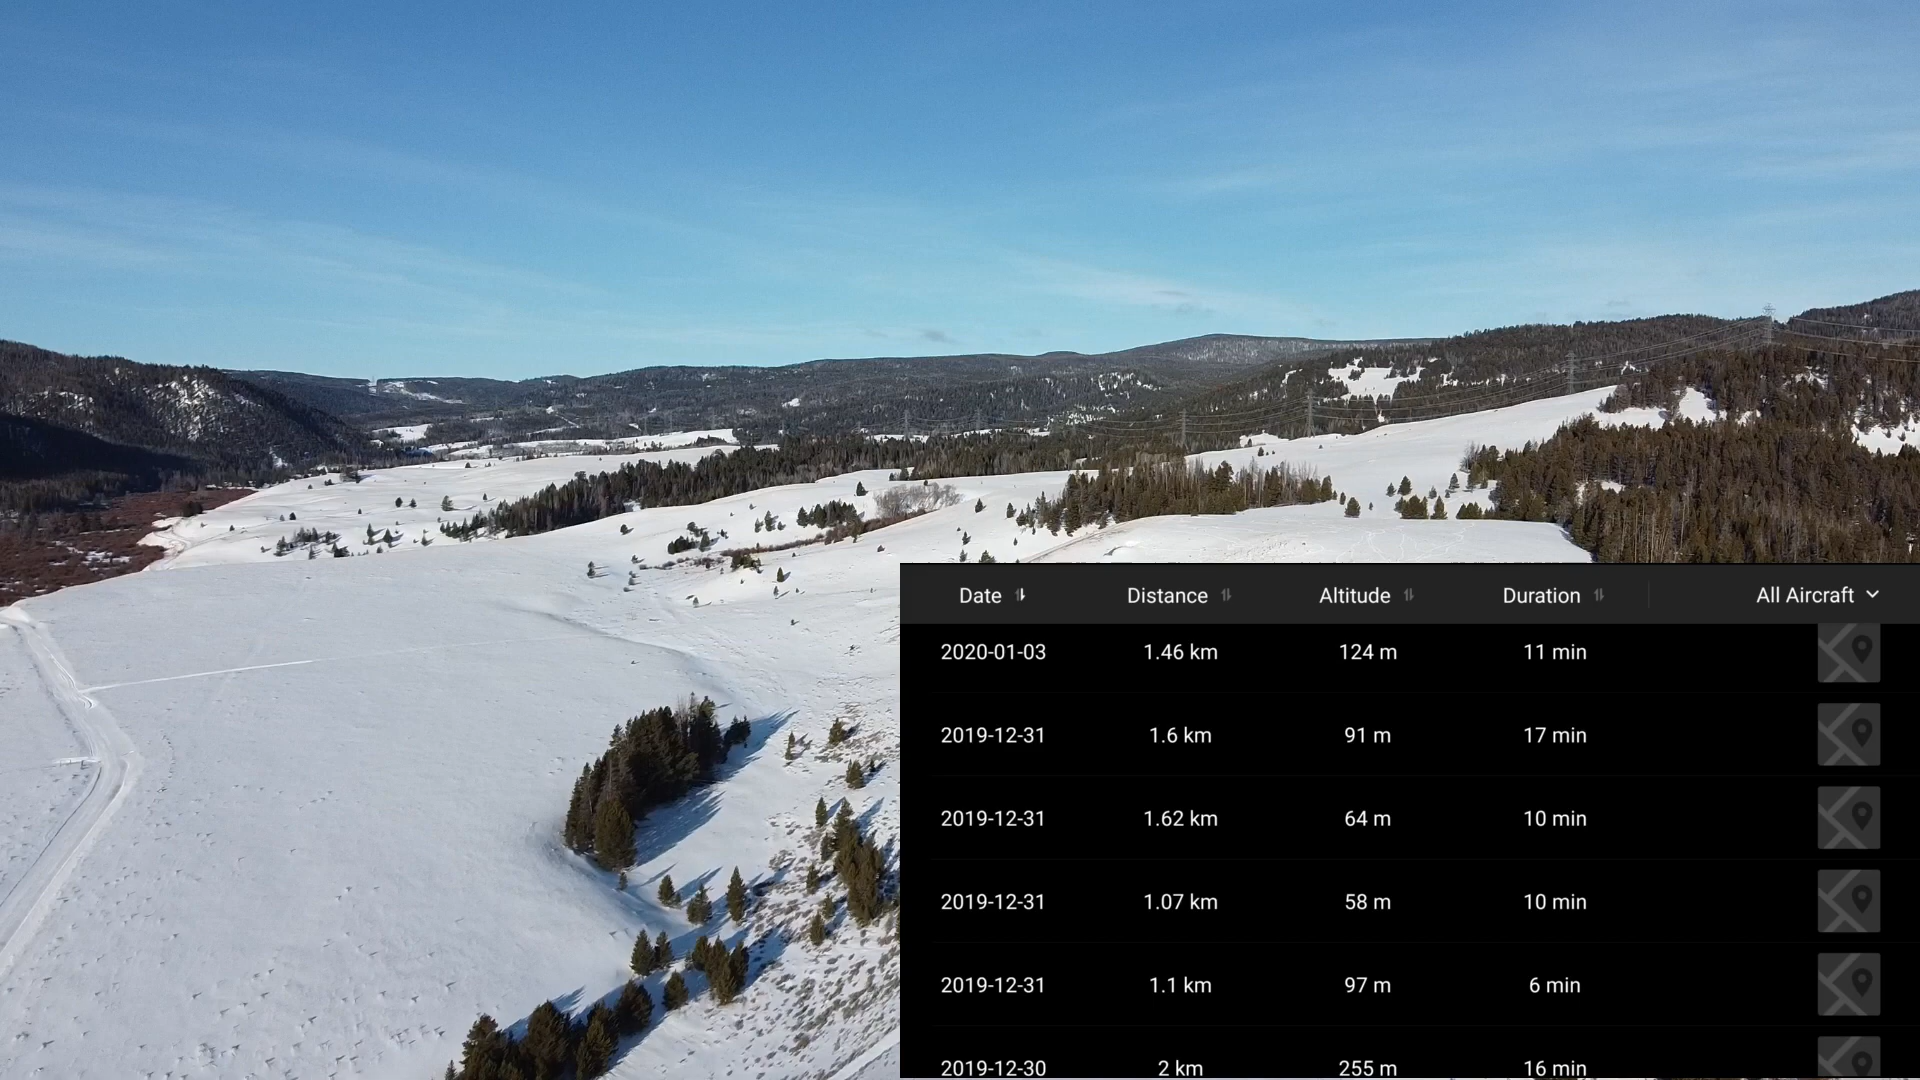 Date Distance Altitude Duration All Aircraft
2020-01-03 1.46 km 124 m 11 min
2019-12-31 1.6 km 91 m 17 min
2019-12-31 1.62 km 64 m 10 min
2019-12-31 1.07 km 58 m 10 min
2019-12-31 1.1 km 97 m 6 min
2019-12-30 2 km 255 m 16 min